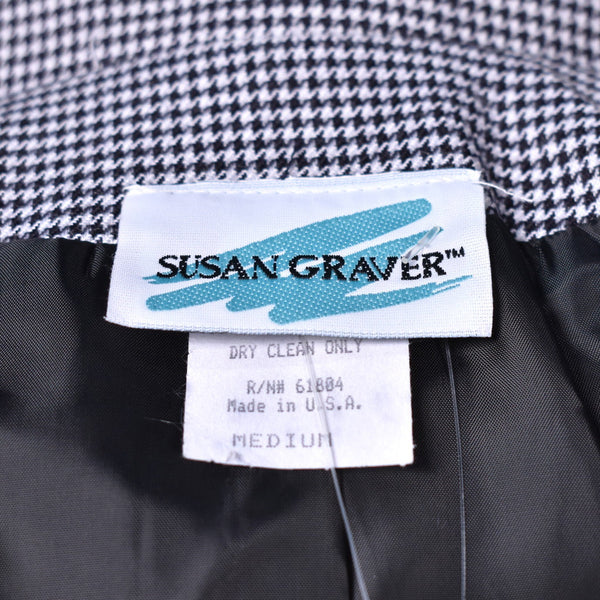 SUSAN GRAVER™
DRY CLEAN ONLY
R/N# 61804
Made in U.S.A.
MEDIUM